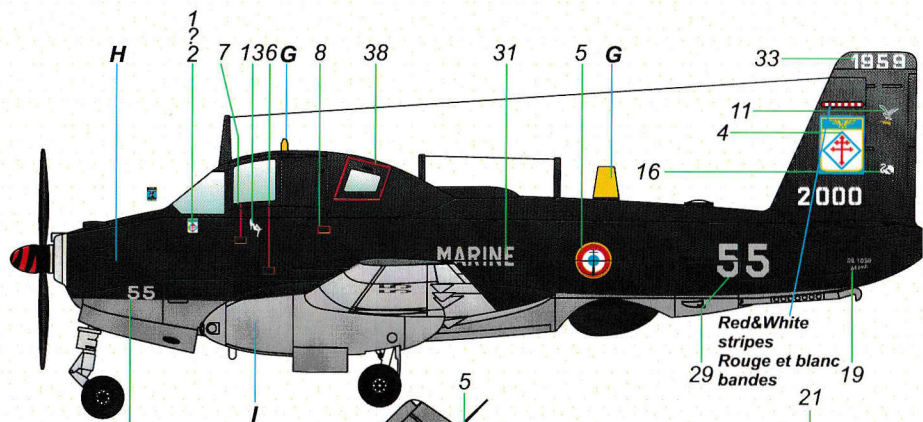 1
?
2
H
7
13
6
G
8
38
31
5
G
33
1959
11
4
16
2000
MARINE
55
55
29
Red&White
stripes
Rouge et blanc
bandes
19
I
5
21